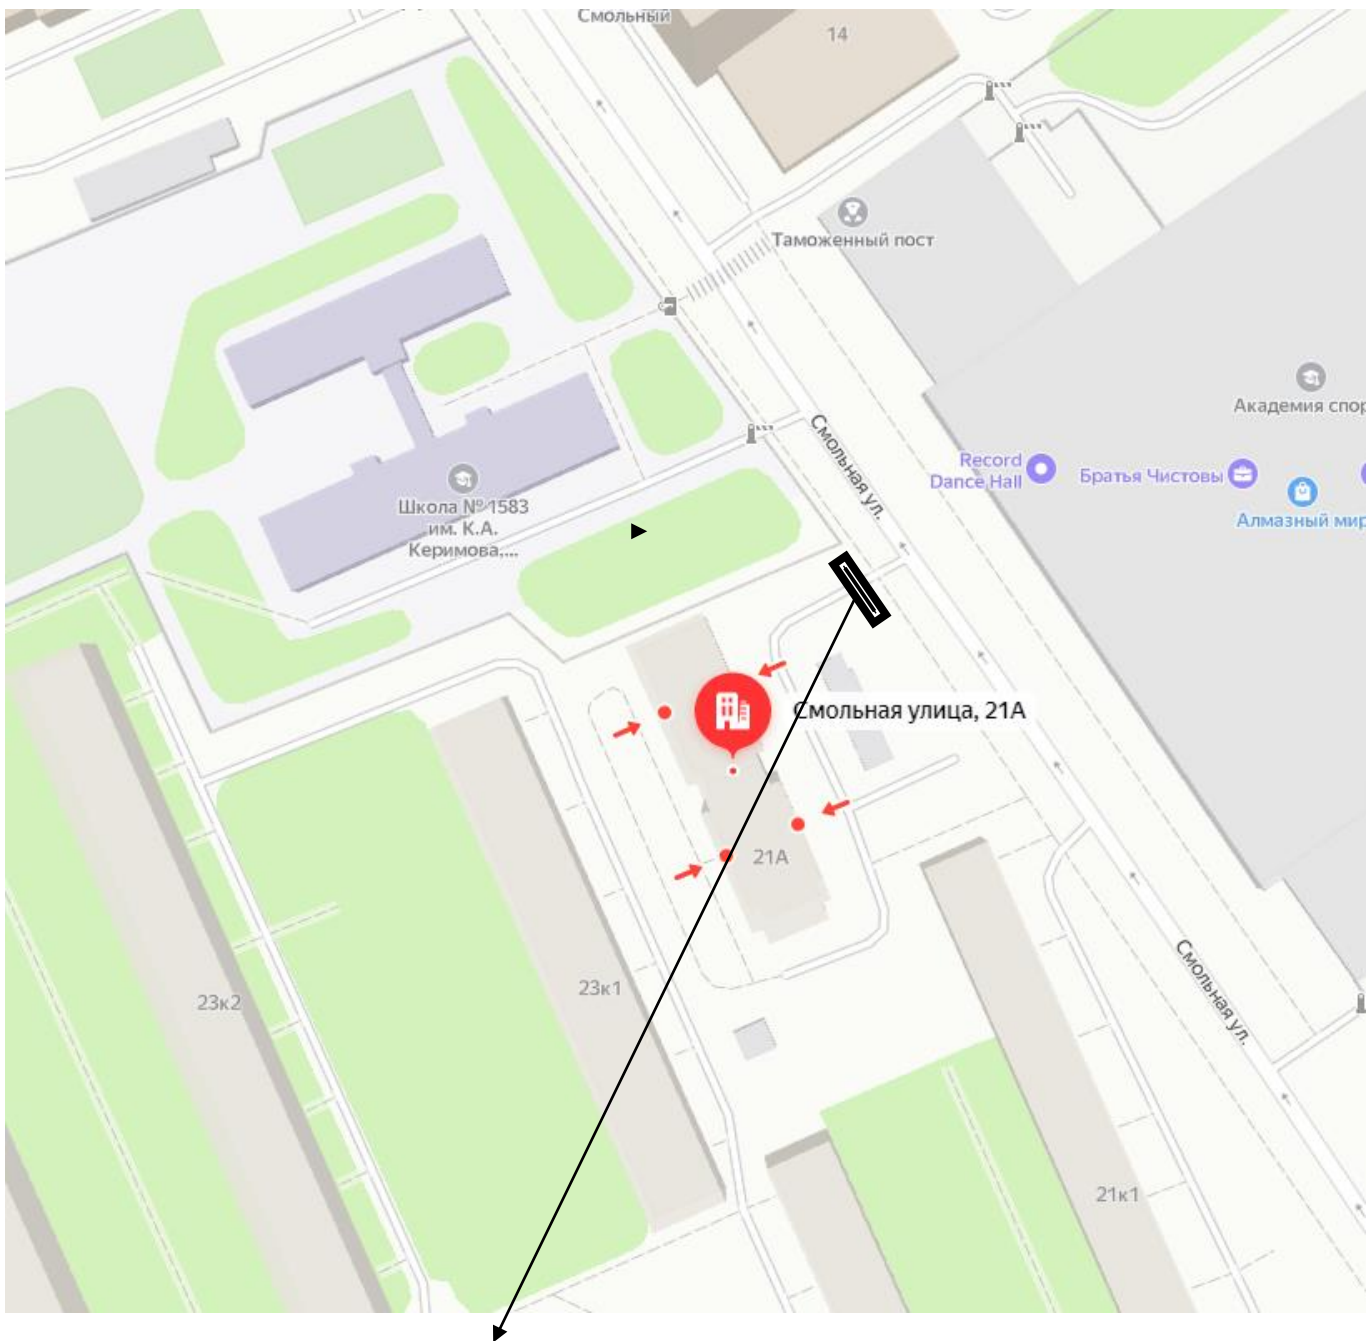 Смольный
14
Таможенный пост
Академия спор
Record
Dance Hall
Братья Чистовы
Алмазный мир
Смольная ул.
Школа № 1583
им. К.А.
Керимова,...
Смольная улица, 21А
21А
23к2
23к1
Смольная ул.
21к1